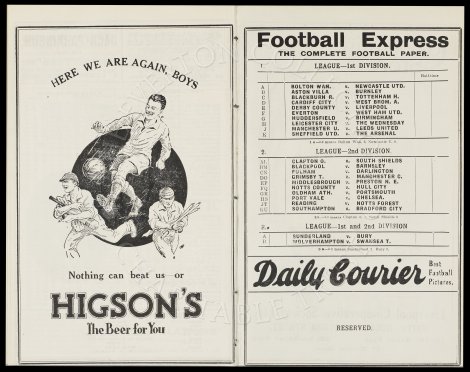 HERE WE ARE AGAIN, BOYS
Nothing can beat us—or
HIGSON'S
The Beer for You
Football Express
THE COMPLETE FOOTBALL PAPER.
1 LEAGUE—1st DIVISION.
Half-time
A BOLTON WAN. v. NEWCASTLE UTD.
B ASTON VILLA v. BURNLEY
C BLACKBURN R. v. TOTTENHAM H.
D CARDIFF CITY v. WEST BROM. A.
E DERBY COUNTY v. LIVERPOOL
F EVERTON v. WEST HAM UTD.
G HUDDERSFIELD v. BIRMINGHAM
H LEICESTER CITY v. THE WEDNESDAY
J MANCHESTER U. v. LEEDS UNITED
K SHEFFIELD UTD. v. THE ARSENAL
2. LEAGUE—2nd DIVISION.
CLAPTON O. v. SOUTH SHIELDS
BLACKPOOL v. BARNSLEY
FULHAM v. DARLINGTON
GRIMSBY T. v. MANCHESTER C.
MIDDLESBROUGH v. PRESTON N. E.
NOTTS COUNTY v. HULL CITY
OLDHAM ATH. v. PORTSMOUTH
PORT VALE v. CHELSEA.
READING v. NOTTS FOREST
SOUTHAMPTON v. BRADFORD CITY
LEAGUE—1st and 2nd DIVISION
SUNDERLAND v. BURY
WOLVERHAMPTON v. SWANSEA T.
Daily Courier Best
Football
Pictures.
RESERVED.